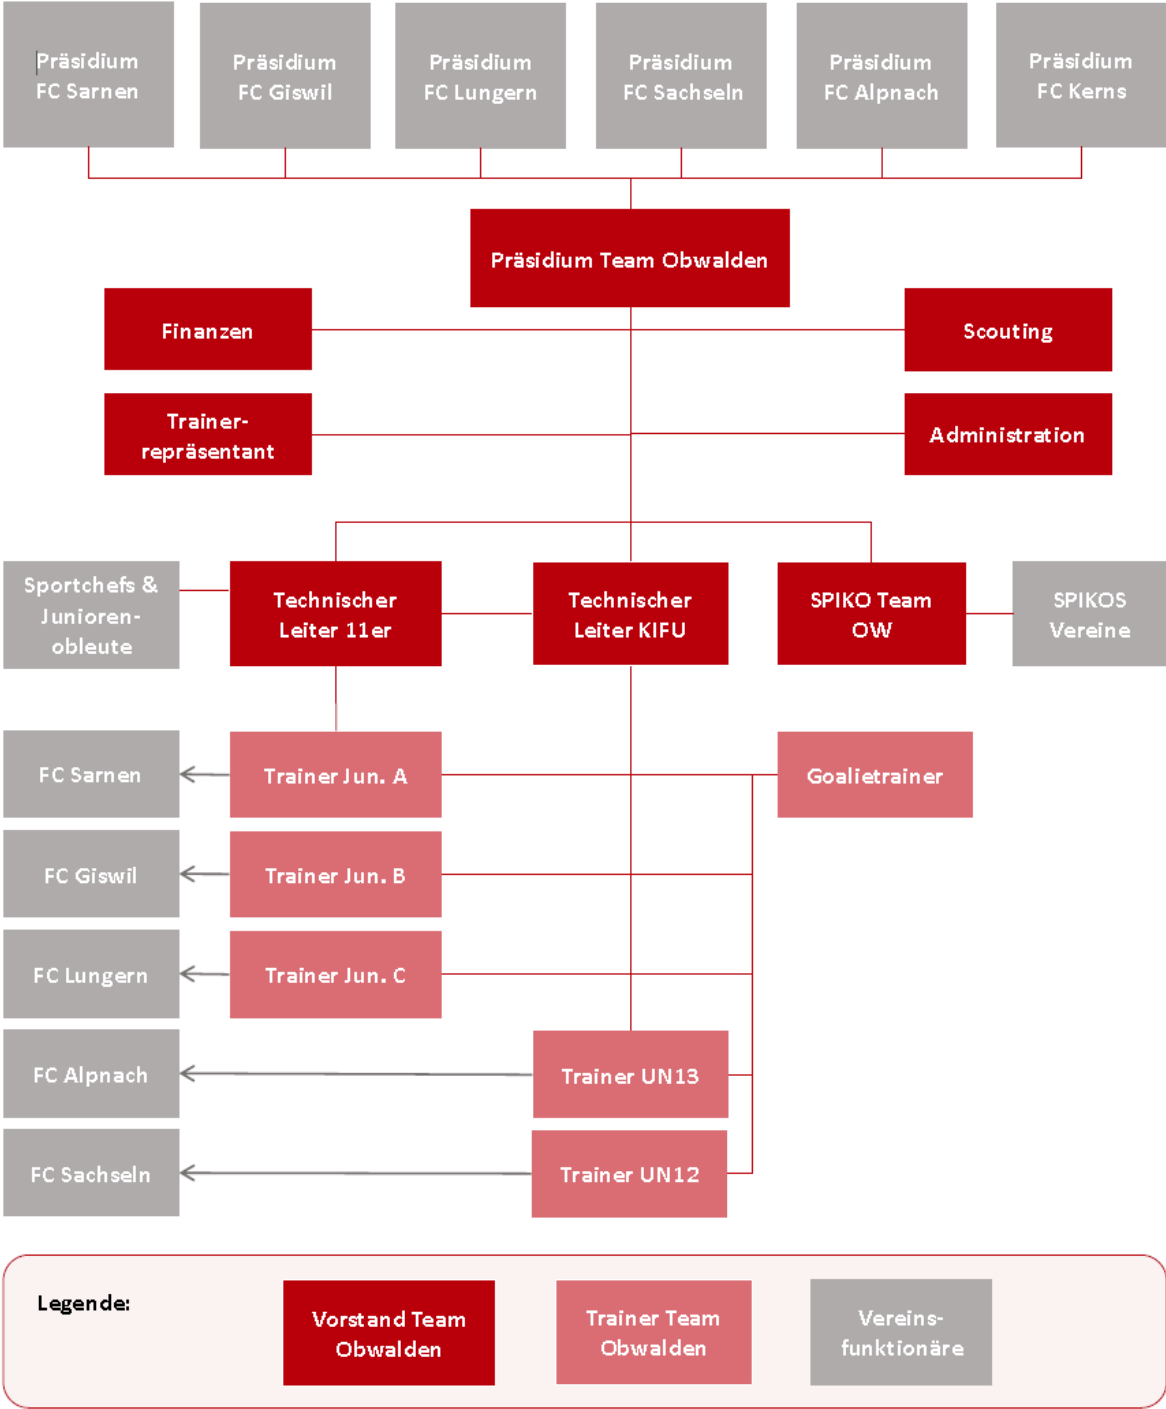 Präsidium
FC Sarnen
Präsidium
FC Giswil
Präsidium
FC Lungern
Präsidium
FC Sachseln
Präsidium
FC Alpnach
Präsidium
FC Kerns
Präsidium Team Obwalden
Finanzen
Scouting
Trainer-
repräsentant
Administration
Sportchefs &
Junioren-
obleute
Technischer
Leiter 11er
Technischer
Leiter KIFU
SPIKO Team
OW
SPIKOS
Vereine
FC Sarnen
Trainer Jun. A
Goalietrainer
FC Giswil
Trainer Jun. B
FC Lungern
Trainer Jun. C
FC Alpnach
Trainer UN13
FC Sachseln
Trainer UN12
Legende:
Vorstand Team
Obwalden
Trainer Team
Obwalden
Vereins-
funktionäre